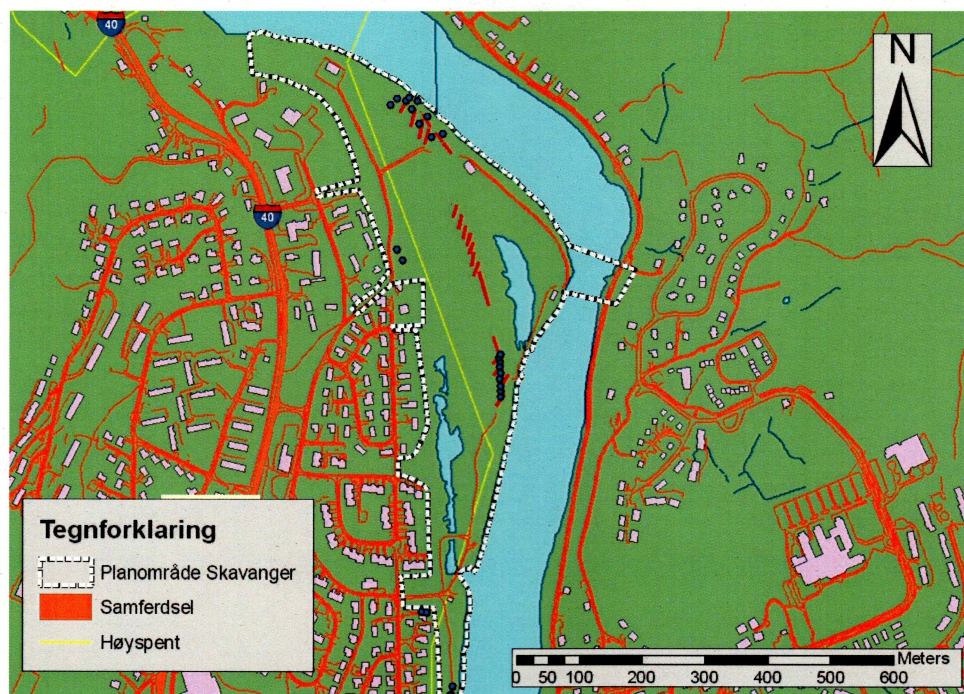 40
N
40
Tegnforklaring
Planområde Skavanger
Samferdsel
Høyspent
Meters
0 50 100 200 300 400 500 600